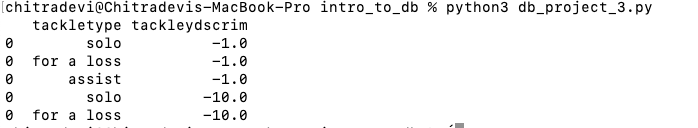 [chitradevi@Chitradevis-MacBook-Pro intro_to_db % python3 db_project_3.py
tackletype tackleydscrim
0 solo -1.0
0 for a loss -1.0
0 assist -1.0
0 solo -10.0
0 for a loss -10.0